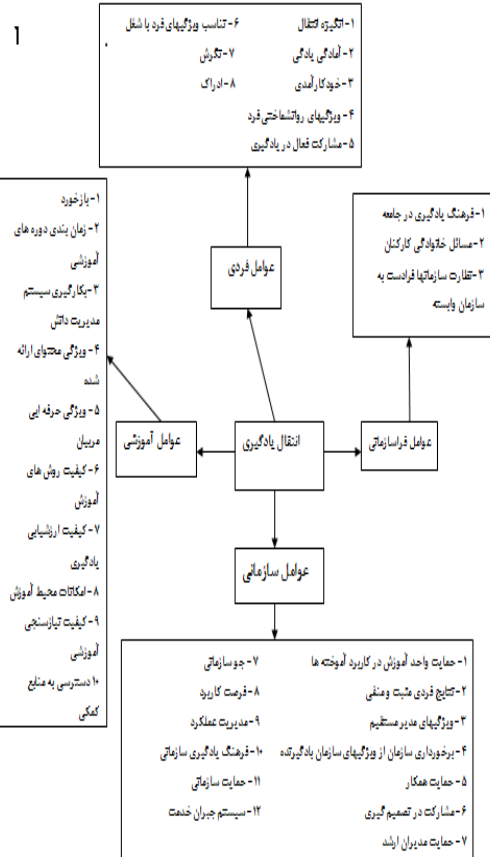 1
۱- انگیزه انتقال
۲- آمادگی یادگی
۳- خودکارآمدی
۴- ویژگیهای روانشناختی فرد
۵- مشارکت فعال در یادگیری
۶- تناسب ویژگیهای فرد با شغل
۷- نگرش
۸- ادراک
۱- فرهنگ یادگیری در جامعه
۲- مسائل خانوادگی کارکنان
۳- نظارت سازمانها فرادست به
سازمان وابسته
عوامل فردی
۱- بازخورد
۲- زمان بندی دوره های
آموزشی
۳- بکارگیری سیستم
مدیریت دانش
۴- ویژگی محتوای ارائه
شده
۵- ویژگی حرفه ایی
مربیان
۶- کیفیت روش های
آموزش
۷- کیفیت ارزشیابی
یادگیری
۸- امکانات محیط آموزش
۹- کیفیت نیازسنجی
آموزشی
۱۰ دسترسی به منابع
کمکی
عوامل فراسازمانی
انتقال یادگیری
عوامل آموزشی
عوامل سازمانی
۱- حمایت واحد آموزش در کاربرد آموخته ها
۲- نتایج فردی مثبت و منفی
۳- ویژگیهای مدیر مستقیم
۴- برخورداری سازمان از ویژگیهای سازمان یادگیرنده
۵- حمایت همکار
۶- مشارکت در تصمیم گیری
۷- حمایت مدیران ارشد
۷- جو سازمانی
۸- فرصت کاربرد
۹- مدیریت عملکرد
۱۰- فرهنگ یادگیری سازمانی
۱۱- حمایت سازمانی
۱۲- سیستم جبران خدمت